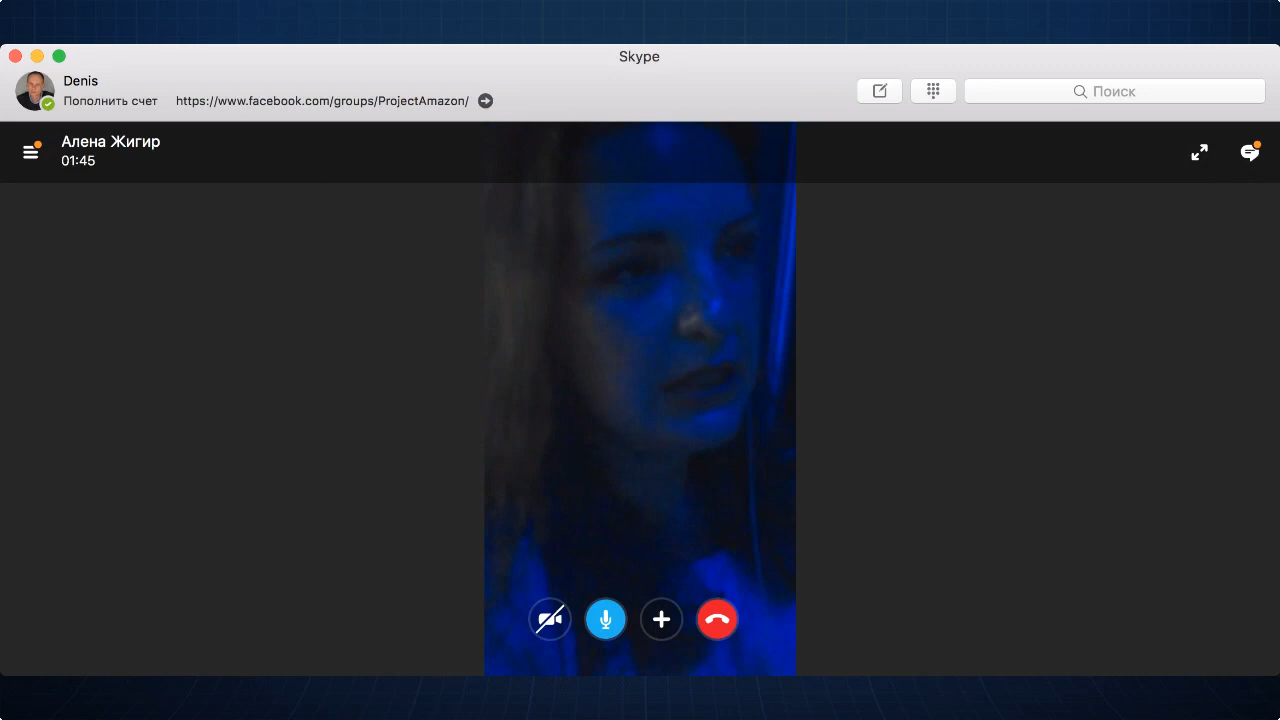 Skype
Denis
Пополнить счет https://www.facebook.com/groups/ProjectAmazon/
Поиск
Алена Жигир
01:45